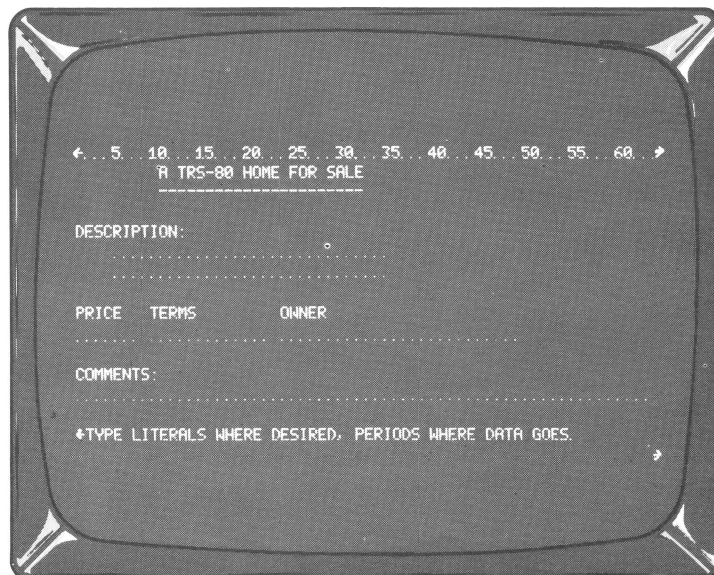 ←...5...10...15...20...25...30...35...40...45...50...55...60...→
A TRS-80 HOME FOR SALE
----------------------
DESCRIPTION:
..............................
..............................
PRICE TERMS OWNER
....... ............. ..........................
COMMENTS:
..............................................................
←TYPE LITERALS WHERE DESIRED, PERIODS WHERE DATA GOES.
→